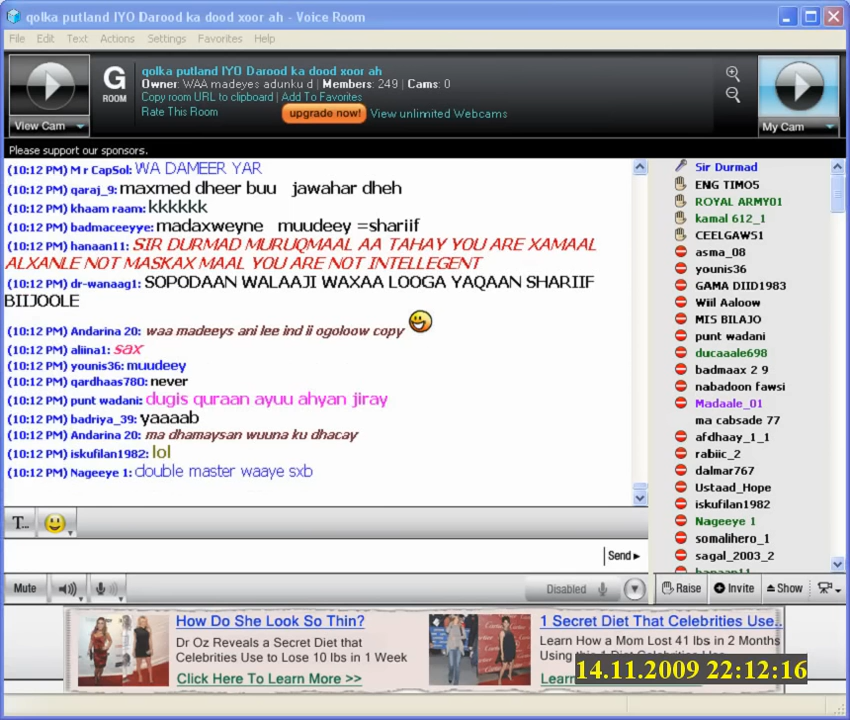 qolka putland IYO Darood ka dood xoor ah - Voice Room
File Edit Text Actions Settings Favorites Help
G ROOM
qolka putland IYO Darood ka dood xoor ah
Owner: WAA madeyes adunku d | Members: 249 | Cams: 0
Copy room URL to clipboard | Add To Favorites
Rate This Room upgrade now! View unlimited Webcams
View Cam
My Cam
Please support our sponsors.
(10:12 PM) M r CapSol: WA DAMEER YAR
(10:12 PM) qaraj_9: maxmed dheer buu jawahar dheh
(10:12 PM) khaam raam: kkkkkk
(10:12 PM) badmaceeyye: madaxweyne muudeey =shariif
(10:12 PM) hanaan11: SIR DURMAD MURUQMAAL AA TAHAY YOU ARE XAMAAL
ALXANLE NOT MASKAX MAAL YOU ARE NOT INTELLEGENT
(10:12 PM) dr-wanaag1: SOPODAAN WALAAJI WAXAA LOOGA YAQAAN SHARIIF
BIIJOOLE
(10:12 PM) Andarina 20: waa madeeys ani lee ind ii ogoloow copy
(10:12 PM) aliina1: sax
(10:12 PM) younis36: muudeey
(10:12 PM) qardhaas780: never
(10:12 PM) punt wadani: dugis quraan ayuu ahyan jiray
(10:12 PM) badriya_39: yaaaab
(10:12 PM) Andarina 20: ma dhamaysan wuuna ku dhacay
(10:12 PM) iskufilan1982: lol
(10:12 PM) Nageeye 1: double master waaye sxb
Sir Durmad
ENG TIMO5
ROYAL ARMY01
kamal 612_1
CEELGAW51
asma_08
younis36
GAMA DIID1983
Wiil Aaloow
MIS BILAJO
punt wadani
ducaaale698
badmaax 2 9
nabadoon fawsi
Madaale_01
ma cabsade 77
afdhaay_1_1
rabiic_2
dalmar767
Ustaad_Hope
iskufilan1982
Nageeye 1
somalihero_1
sagal_2003_2
hanaan11
T...
Send
Mute
Disabled
Raise Invite Show
How Do She Look So Thin?
Dr Oz Reveals a Secret Diet that
Celebrities Use to Lose 10 lbs in 1 Week
Click Here To Learn More >>
1 Secret Diet That Celebrities Use..
Learn How a Mom Lost 41 lbs in 2 Months
Using
Learn
14.11.2009 22:12:16